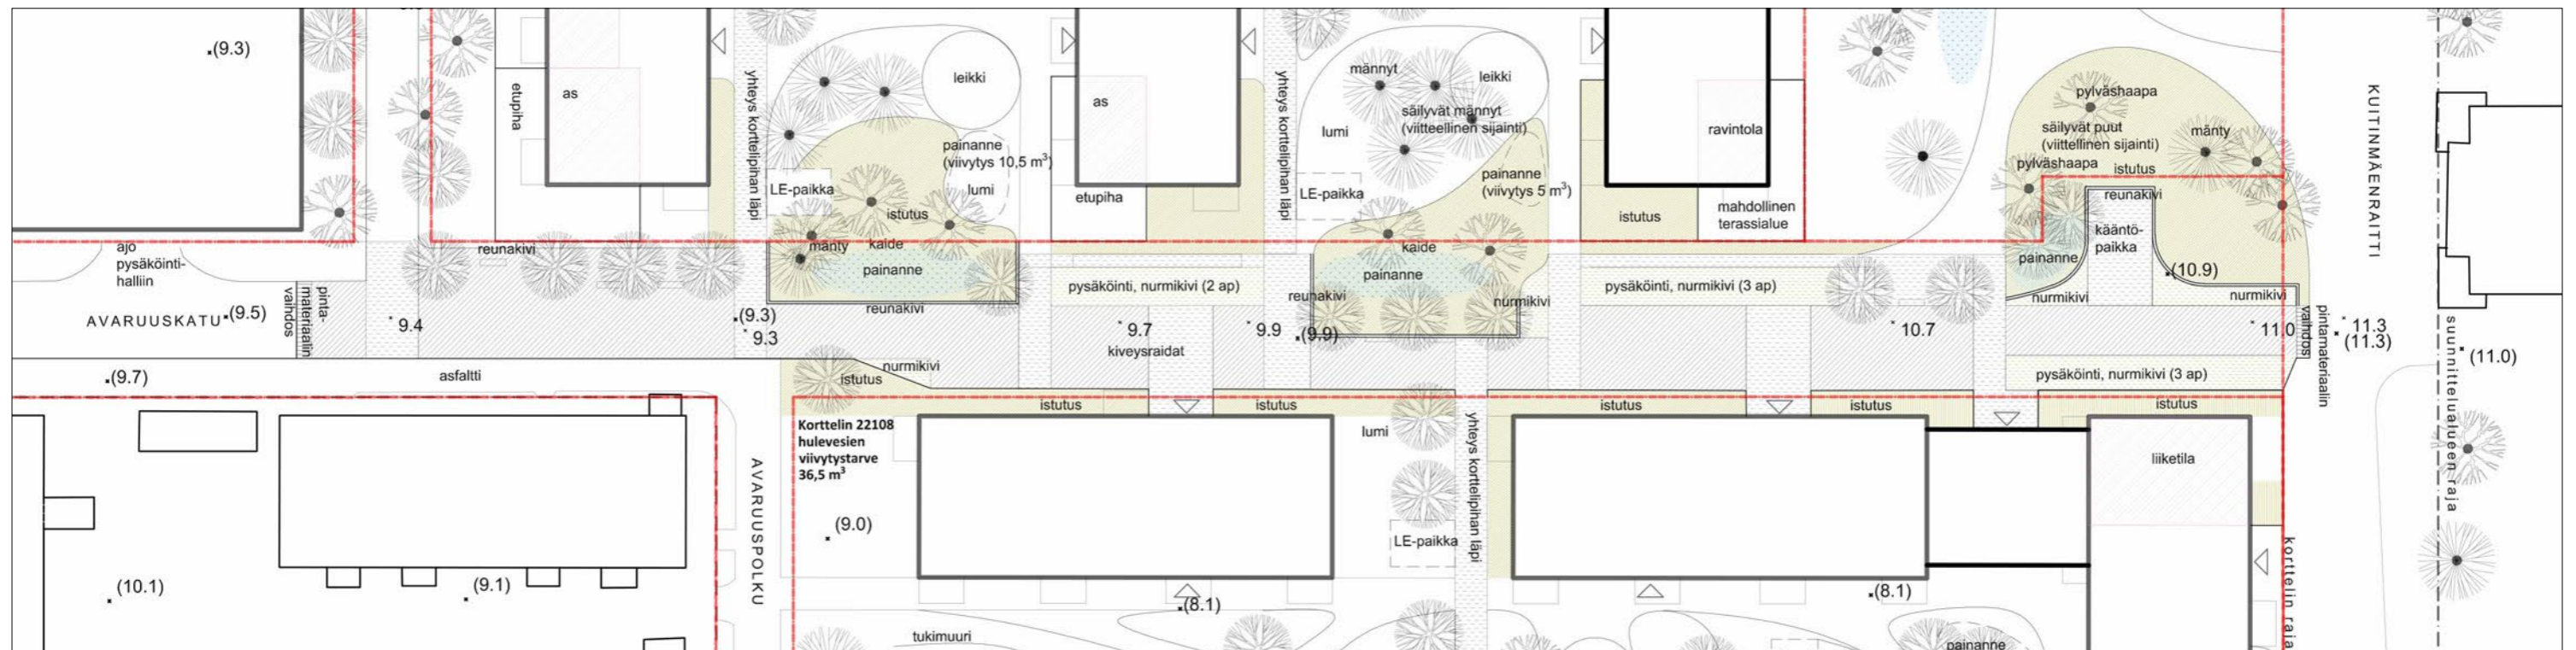 (9.3)
etupiha
as
yhteys korttelipihan läpi
leikki
painanne
(viivytys 10,5 m³)
lumi
LE-paikka
istutus
mänty
kaide
painanne
reunakivi
reunakivi
as
etupiha
yhteys korttelipihan läpi
männyt
leikki
säilyvät männyt
(viitteellinen sijainti)
lumi
LE-paikka
painanne
(viivytys 5 m³)
kaide
painanne
reunakivi
nurmikivi
ravintola
istutus
mahdollinen
terassialue
pylväshaapa
säilyvät puut
(viittellinen sijainti)
mänty
pylväshaapa
istutus
reunakivi
kääntö-
paikka
painanne
(10.9)
nurmikivi
nurmikivi
KUITINMÄENRAITTI
ajo
pysäköinti-
halliin
AVARUUSKATU
(9.5)
pinta-
materiaalin
vaihdos
9.4
(9.3)
9.3
pysäköinti, nurmikivi (2 ap)
9.7
9.9
(9.9)
kiveysraidat
pysäköinti, nurmikivi (3 ap)
10.7
11.0
pintamateriaalin
vaihdos
11.3
(11.3)
(11.0)
suunnittelualueen raja
(9.7)
asfaltti
nurmikivi
istutus
pysäköinti, nurmikivi (3 ap)
istutus
istutus
istutus
istutus
istutus
Korttelin 22108
hulevesien
viivytystarve
36,5 m³
AVARUUSPOLKU
(9.0)
lumi
yhteys korttelipihan läpi
LE-paikka
liiketila
korttelin raja
(10.1)
(9.1)
(8.1)
(8.1)
tukimuuri
painanne